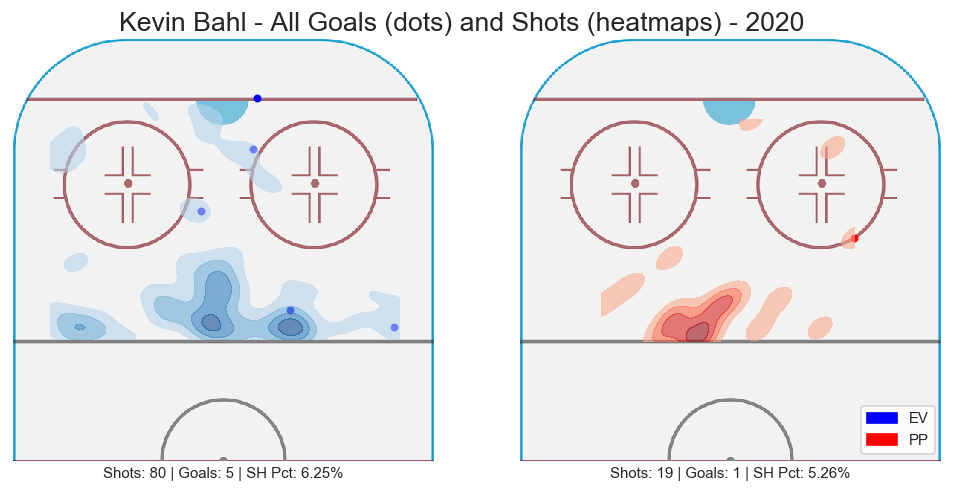 Kevin Bahl - All Goals (dots) and Shots (heatmaps) - 2020
EV
PP
Shots: 80 | Goals: 5 | SH Pct: 6.25%
Shots: 19 | Goals: 1 | SH Pct: 5.26%